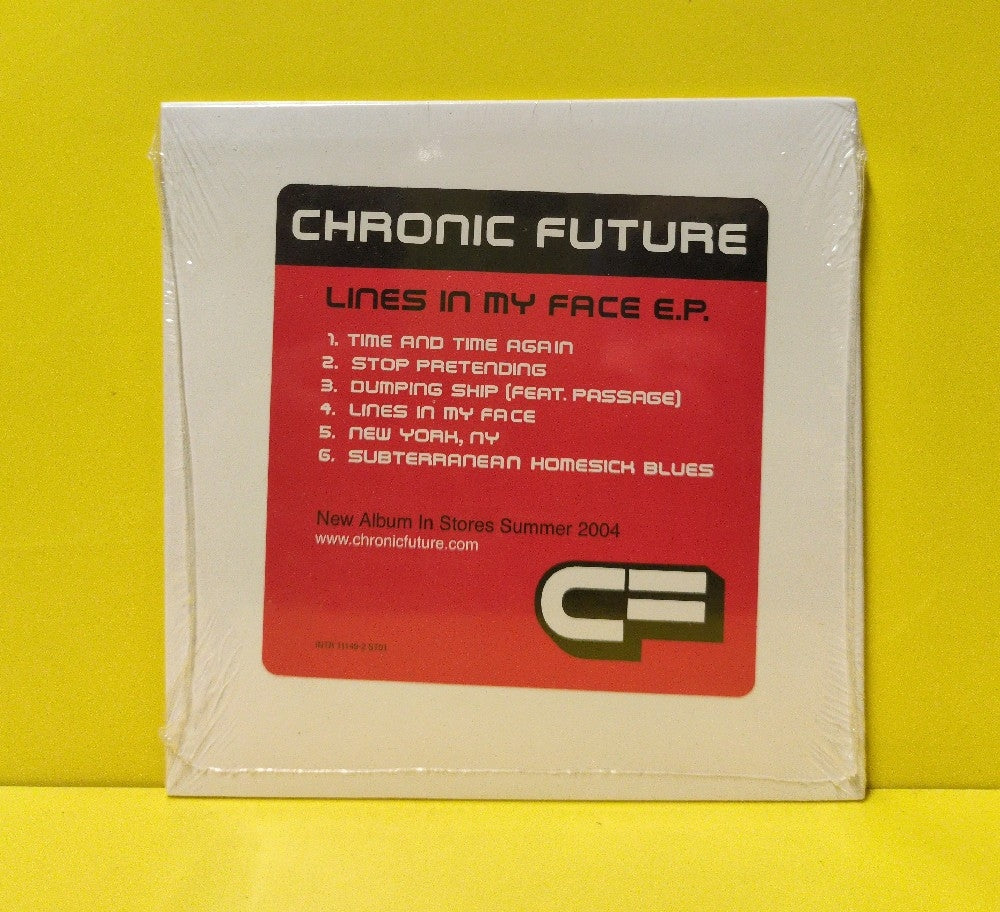 CHRONIC FUTURE
LINES IN MY FACE E.P.
1. TIME AND TIME AGAIN
2. STOP PRETENDING
3. DUMPING SHIP (FEAT. PASSAGE)
4. LINES IN MY FACE
5. NEW YORK, NY
6. SUBTERRANEAN HOMESICK BLUES
New Album In Stores Summer 2004
www.chronicfuture.com
CF